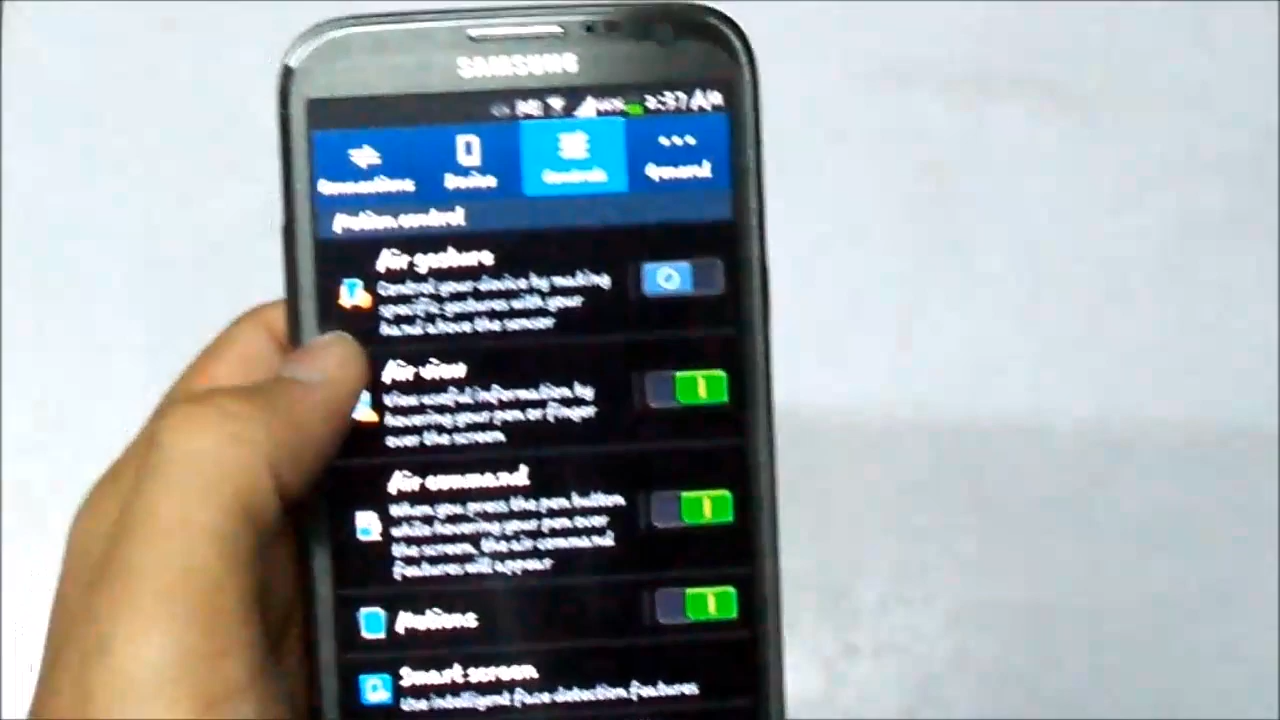 SAMSUNG
Connections
Device
Controls
General
Motion control
Air gesture
Control your device by making
specific gestures with your
hand above the screen
Air view
View useful information by
hovering your pen or finger
over the screen
Air command
When you press the pen button
while hovering your pen over
the screen, the air command
features will appear
Motions
Smart screen
Use intelligent face detection features